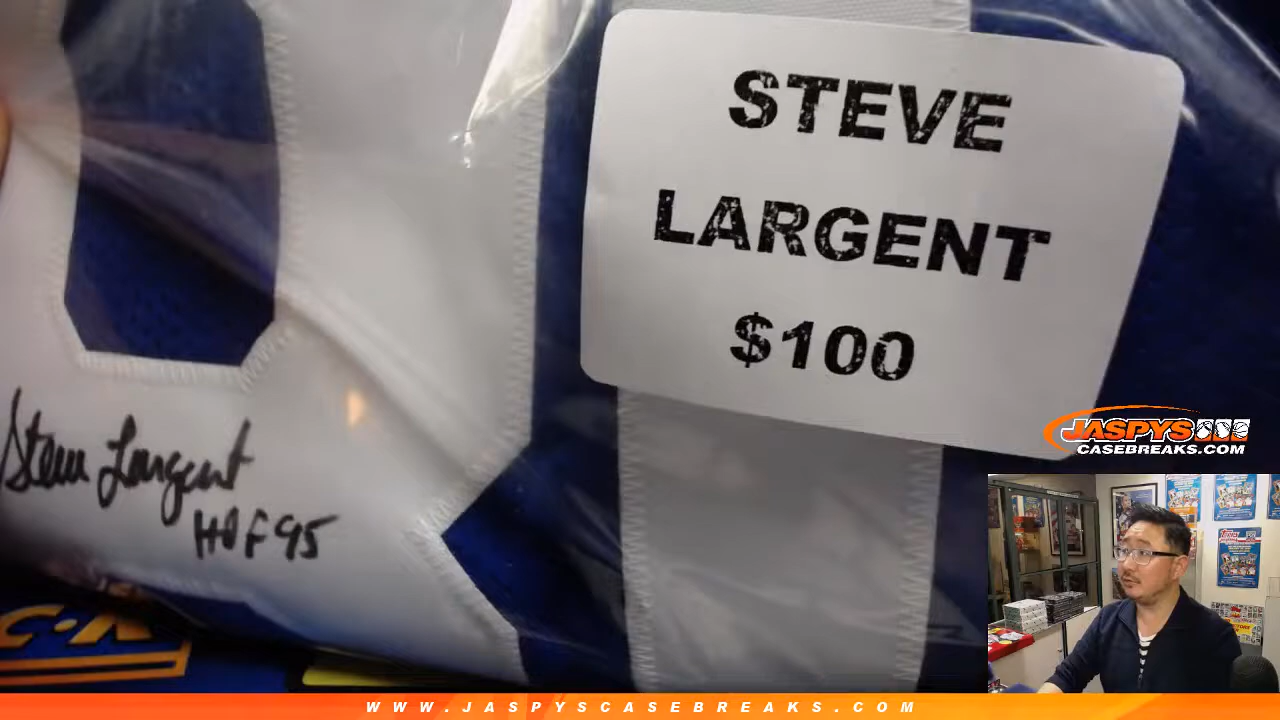 STEVE
LARGENT
$100
Steve Largent
HOF 95
JASPYS
CASEBREAKS.COM
WWW.JASPYSCASEBREAKS.COM